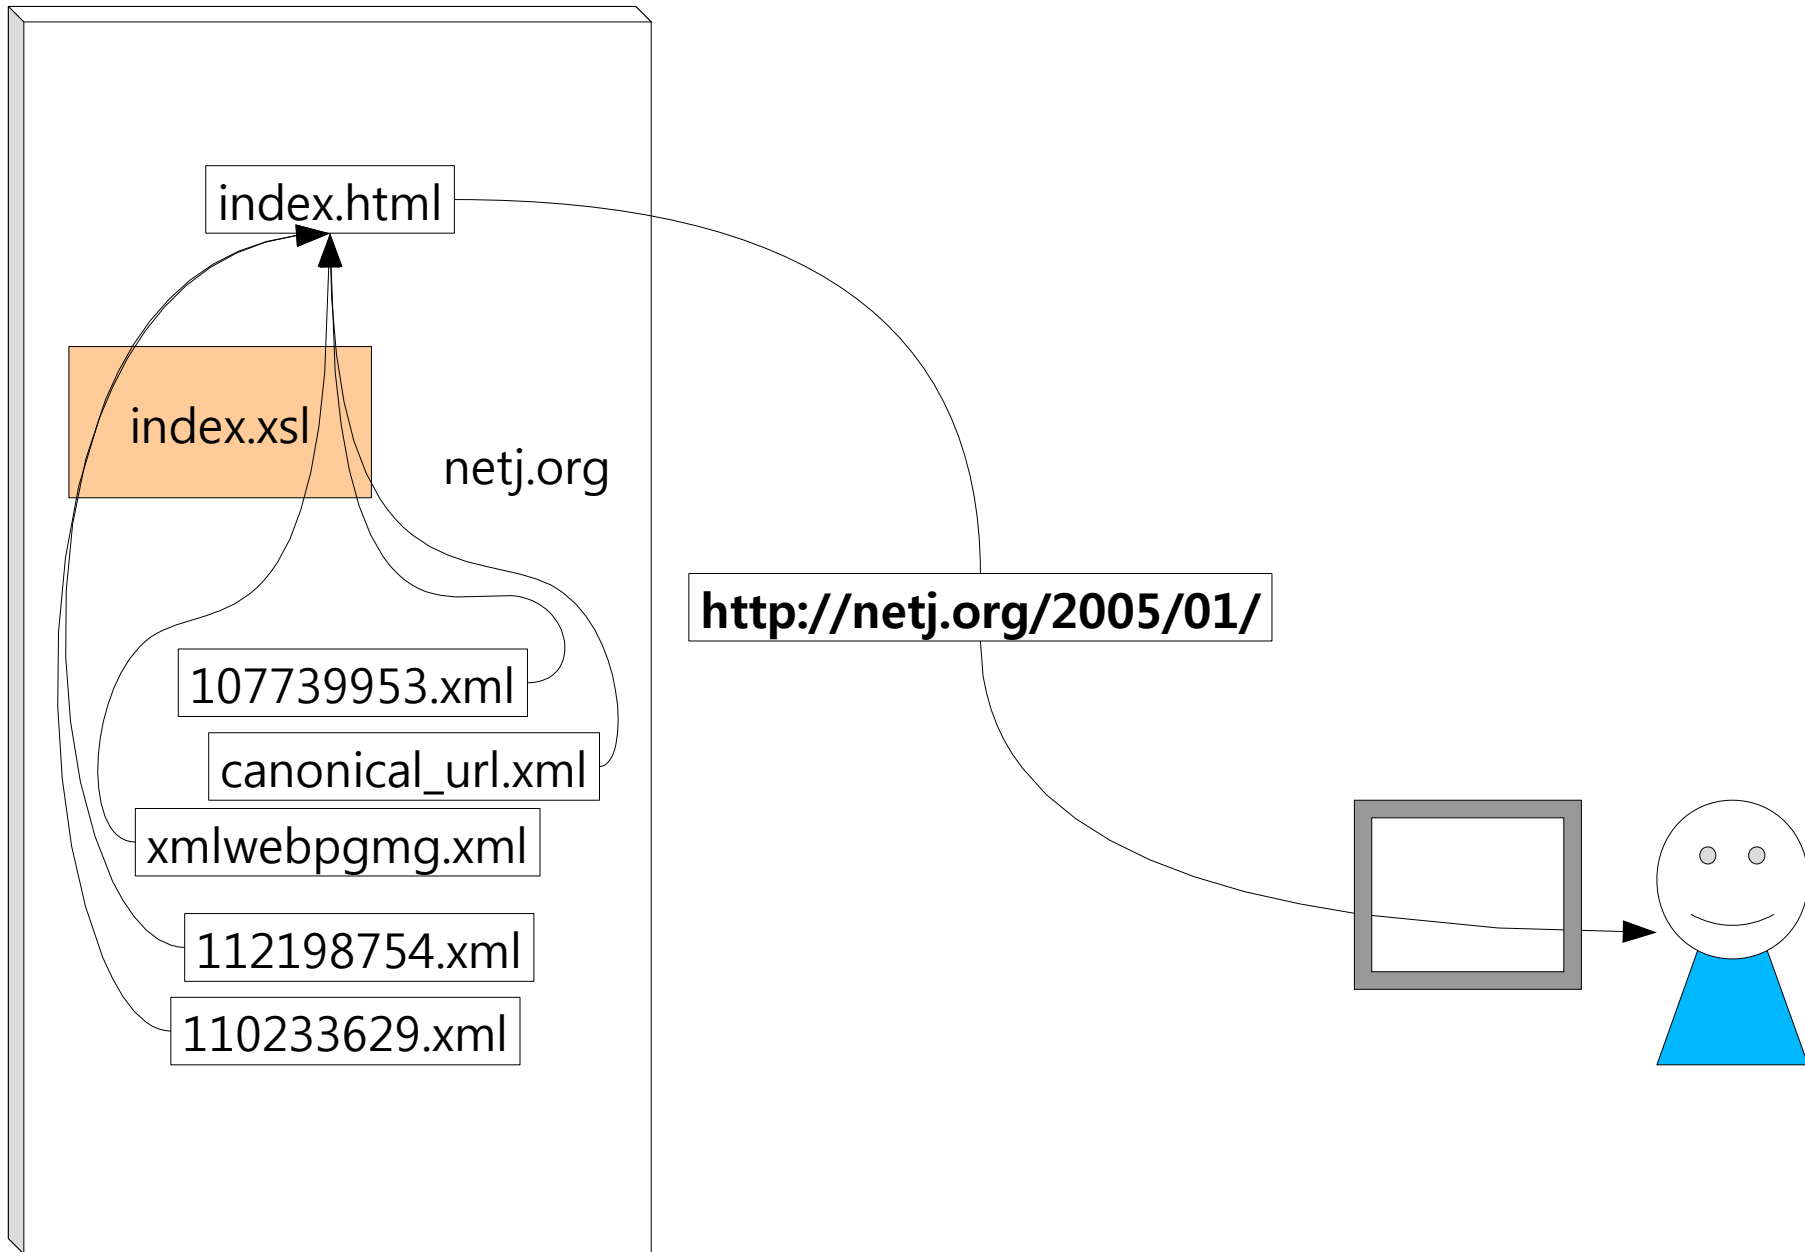 index.html
index.xsl
netj.org
http://netj.org/2005/01/
107739953.xml
canonical_url.xml
xmlwebpgmg.xml
112198754.xml
110233629.xml